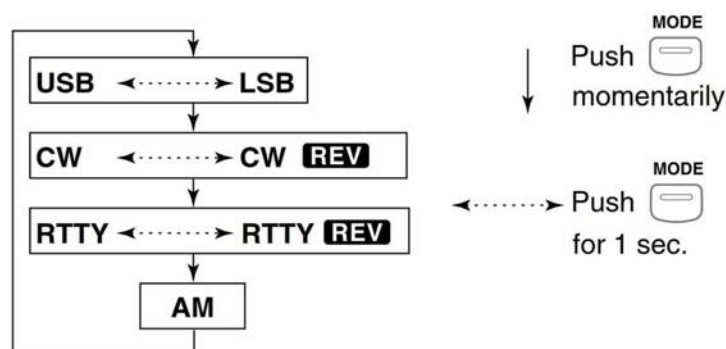 USB LSB
CW CW REV
RTTY RTTY REV
AM
MODE
Push
momentarily
MODE
Push
for 1 sec.